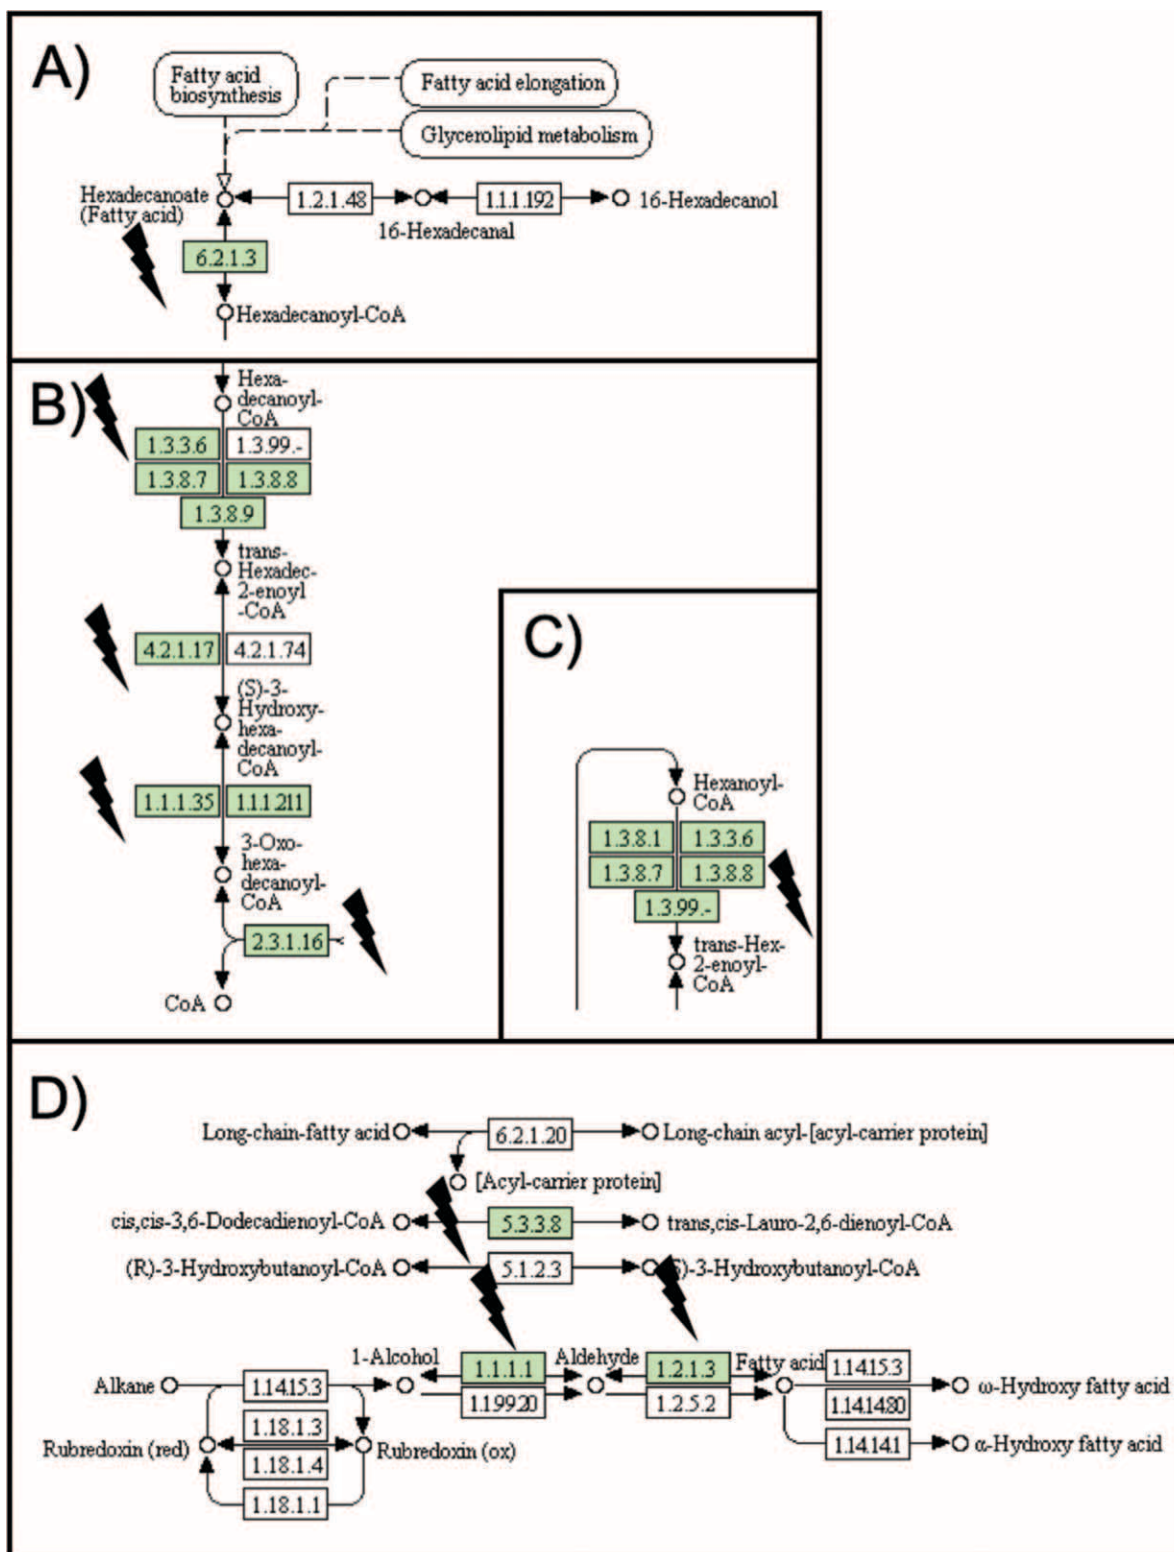 A)
Fatty acid
biosynthesis
Fatty acid elongation
Glycerolipid metabolism
Hexadecanoate
(Fatty acid)
1.2.1.48
1.1.1.192
16-Hexadecanol
16-Hexadecanal
6.2.1.3
Hexadecanoyl-CoA
B)
Hexa-
decanoyl-
CoA
1.3.3.6 1.3.99.-
1.3.8.7 1.3.8.8
1.3.8.9
trans-
Hexadec-
2-enoyl
-CoA
4.2.1.17 4.2.1.74
(S)-3-
Hydroxy-
hexa-
decanoyl-
CoA
1.1.1.35 1.1.1.211
3-Oxo-
hexa-
decanoyl-
CoA
2.3.1.16
CoA
C)
Hexanoyl-
CoA
1.3.8.1 1.3.3.6
1.3.8.7 1.3.8.8
1.3.99.-
trans-Hex-
2-enoyl-
CoA
D)
Long-chain-fatty acid 6.2.1.20 Long-chain acyl-[acyl-carrier protein]
[Acyl-carrier protein]
cis,cis-3,6-Dodecadienoyl-CoA 5.3.3.8 trans,cis-Lauro-2,6-dienoyl-CoA
(R)-3-Hydroxybutanoyl-CoA 5.1.2.3 S)-3-Hydroxybutanoyl-CoA
1-Alcohol 1.1.1.1 Aldehyde 1.2.1.3 Fatty acid 1.14.15.3
Alkane 1.14.15.3 1.1.99.20 1.2.5.2 1.14.14.80 ω-Hydroxy fatty acid
1.18.1.3
Rubredoxin (red) Rubredoxin (ox) 1.14.14.1 α-Hydroxy fatty acid
1.18.1.4
1.18.1.1